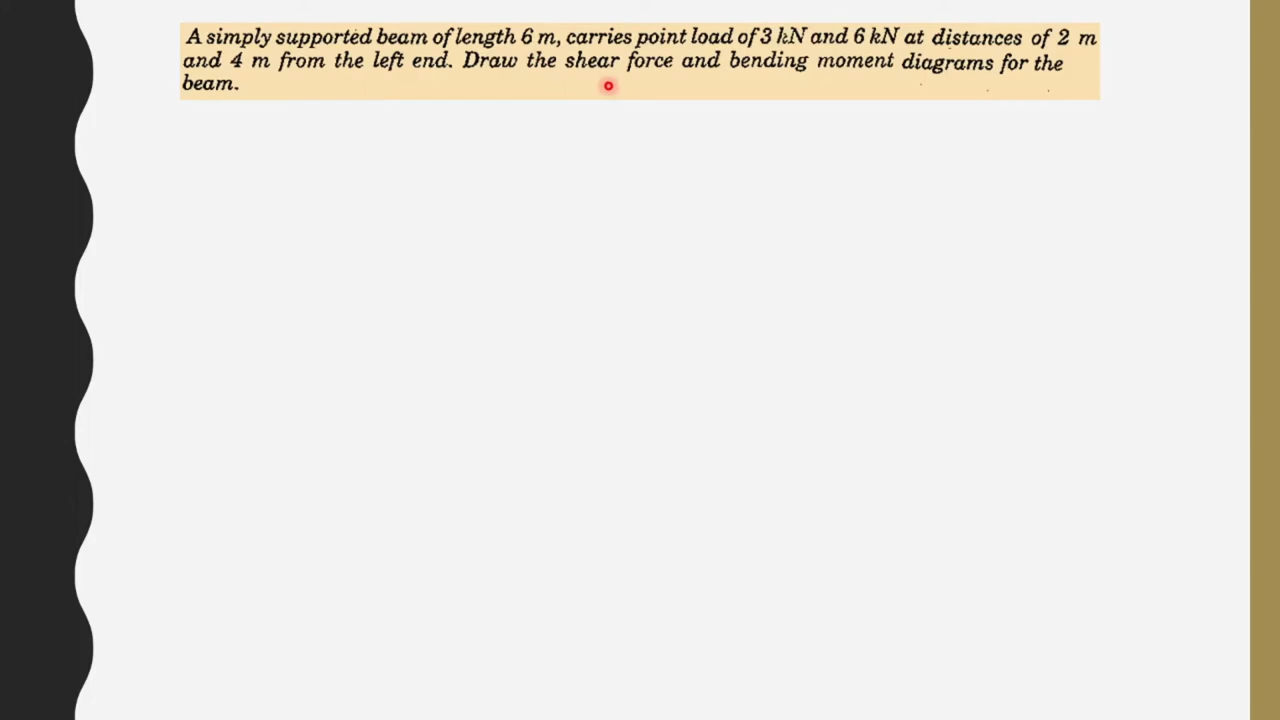 A simply supported beam of length 6 m, carries point load of 3 kN and 6 kN at distances of 2 m
and 4 m from the left end. Draw the shear force and bending moment diagrams for the
beam.